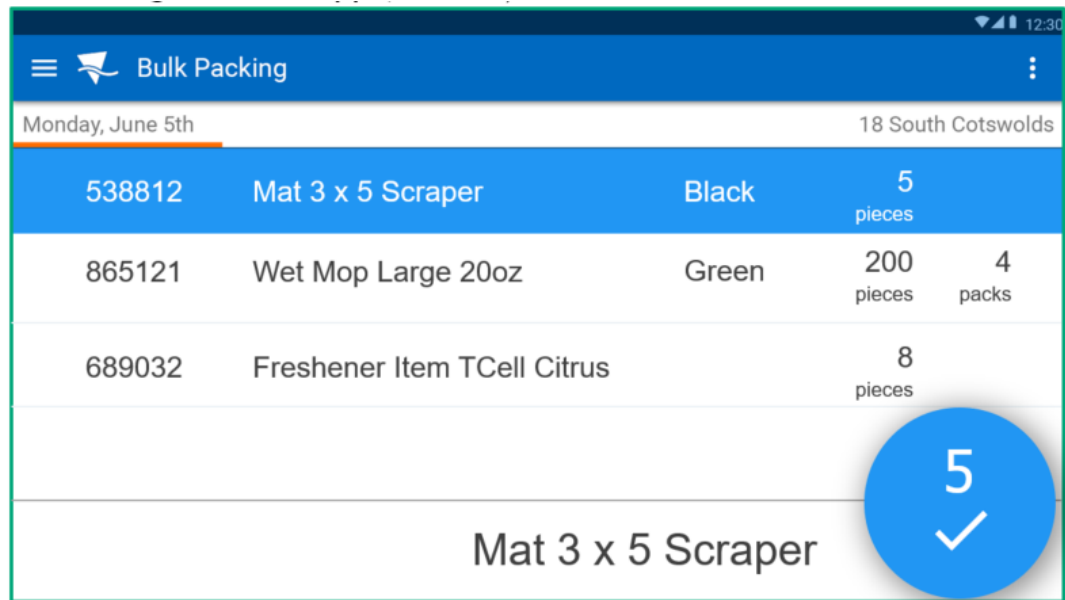 12:30
Bulk Packing
Monday, June 5th 18 South Cotswolds
538812 Mat 3 x 5 Scraper Black 5
pieces
865121 Wet Mop Large 20oz Green 200 4
pieces packs
689032 Freshener Item TCell Citrus 8
pieces
5
Mat 3 x 5 Scraper